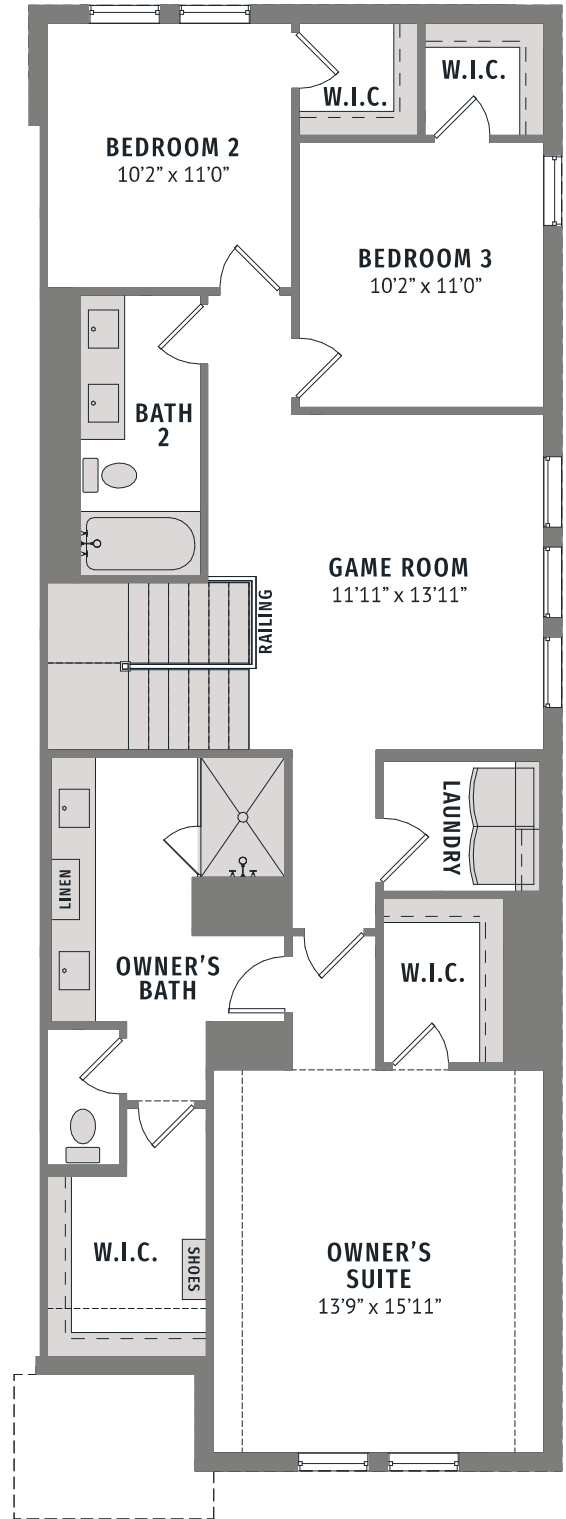 W.I.C.
W.I.C.
BEDROOM 2
10'2” x 11'0”
BEDROOM 3
10'2” x 11'0”
BATH
2
GAME ROOM
11'11” x 13'11”
RAILING
LAUNDRY
LINEN
OWNER'S
BATH
W.I.C.
W.I.C.
SHOES
OWNER'S
SUITE
13'9” x 15'11”